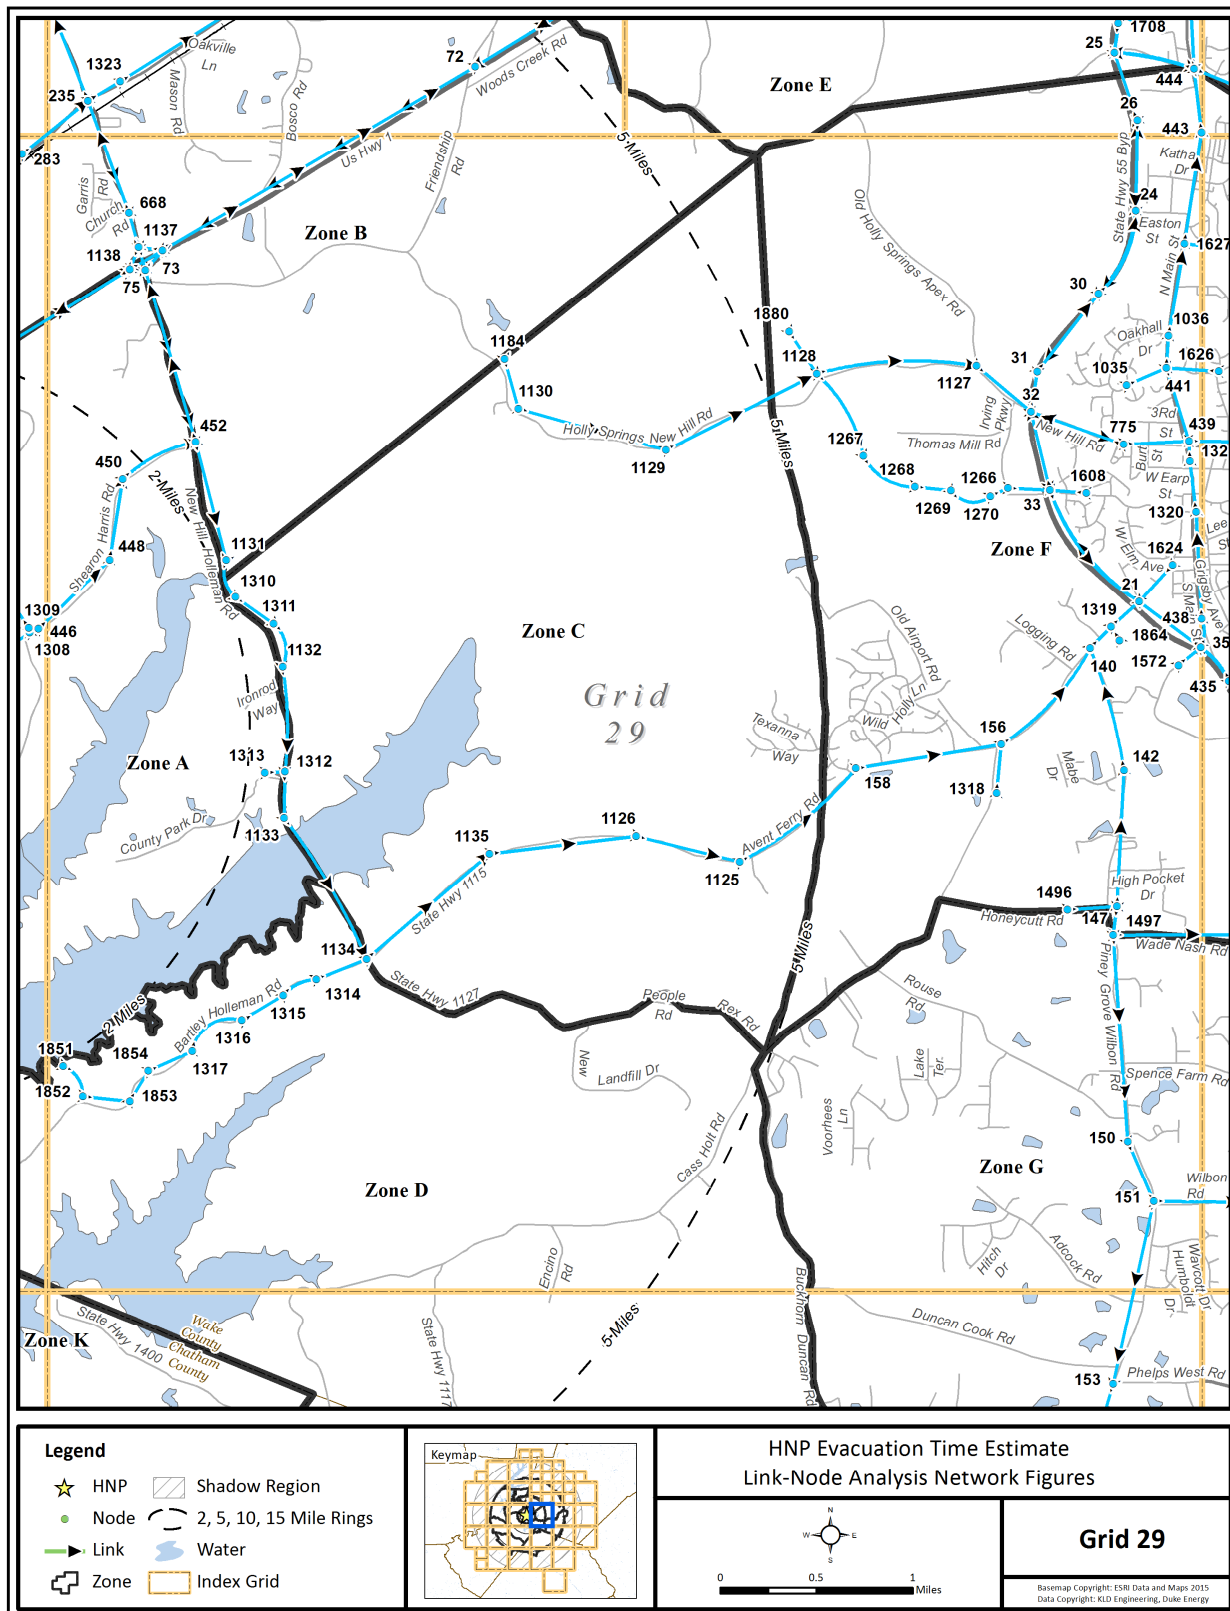 1708
25
72
Oakville
Ln
1323
Woods Creek Rd
Zone E
444
235
Mason Rd
Bosco Rd
26
443
283
Us Hwy 1
5 Miles
Friendship
Rd
State Hwy 55 Byp
Katha
Dr
Garris
Rd
Church
Rd
668
24
Easton
St
Old Holly Springs Apex Rd
1137
Zone B
1138
73
75
N Main St
1627
30
1880
1036
1184
1128
Oakhall
Dr
1626
31
1127
1035
441
1130
32
Irving
Pkwy
3Rd
St
439
452
Holly Springs New Hill Rd
5 Miles
1267
New Hill Rd
775
132
Thomas Mill Rd
Burt
St
450
1129
2 Miles
1268
1266
1608
W Earp
St
1269
1270
33
1320
Shearon Harris Rd
New Hill Holleman Rd
448
1131
Zone F
W Elm Ave
1624
Lee
St
1310
21
Grigsby Ave
S Main St
1309
446
1308
1311
Zone C
Old Airport Rd
Logging Rd
1319
438
1864
35
1132
140
1572
435
Ironrod
Way
Grid
29
Wild
Holly Ln
Texanna
Way
156
1313
1312
Zone A
158
1318
Mabe
Dr
142
1133
County Park Dr
1126
Avent Ferry Rd
1135
1125
State Hwy 1115
High Pocket
Dr
1496
147
1497
Honeycutt Rd
Wade Nash Rd
1134
5 Miles
1314
State Hwy 1127
People
Rd
Rex Rd
Rouse
Rd
Piney Grove Wilbon Rd
Bartley Holleman Rd
1315
2 Miles
1316
1851
1854
1317
New
Landfill Dr
Lake
Ter.
Spence Farm Rd
1852
1853
Voorhees
Ln
150
Cass Holt Rd
Zone G
Zone D
151
Wilbon
Rd
Encino
Rd
Hitch
Dr
Adcock Rd
Wavcott Dr
Humboldt
Dr
Buckhorn Duncan Rd
Zone K
State Hwy 1400
Wake
County
Chatham
County
State Hwy 1117
5 Miles
Duncan Cook Rd
153
Phelps West Rd
Legend
HNP
Shadow Region
Node
2, 5, 10, 15 Mile Rings
Link
Water
Zone
Index Grid
Keymap
HNP Evacuation Time Estimate
Link-Node Analysis Network Figures
N
W
E
S
0
0.5
1
Miles
Grid 29
Basemap Copyright: ESRI Data and Maps 2015
Data Copyright: KLD Engineering, Duke Energy